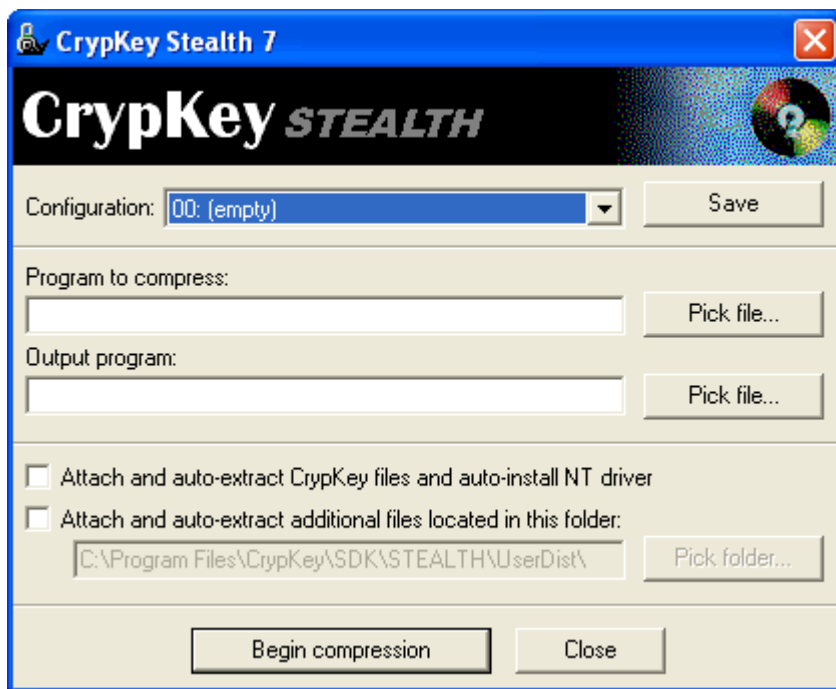 CrypKey Stealth 7
CrypKey STEALTH
Configuration: 00: (empty) Save
Program to compress:
Pick file...
Output program:
Pick file...
Attach and auto-extract CrypKey files and auto-install NT driver
Attach and auto-extract additional files located in this folder:
C:\Program Files\CrypKey\SDK\STEALTH\UserDist\ Pick folder...
Begin compression Close